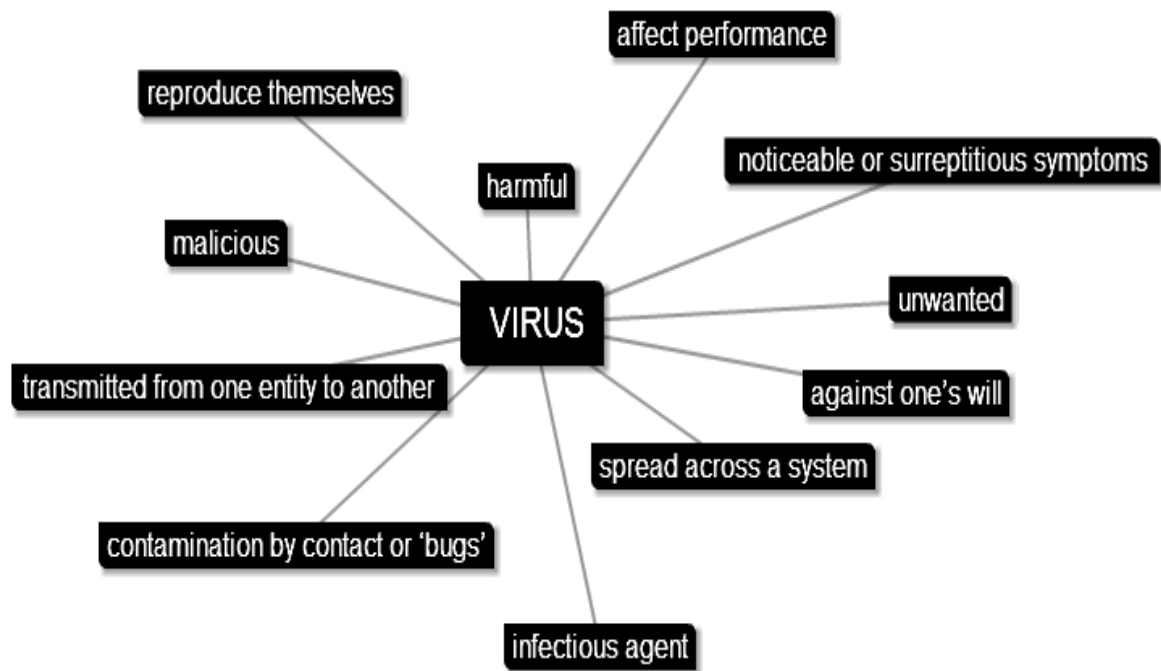 affect performance
reproduce themselves
noticeable or surreptitious symptoms
harmful
malicious
unwanted
VIRUS
transmitted from one entity to another
against one’s will
spread across a system
contamination by contact or ‘bugs’
infectious agent